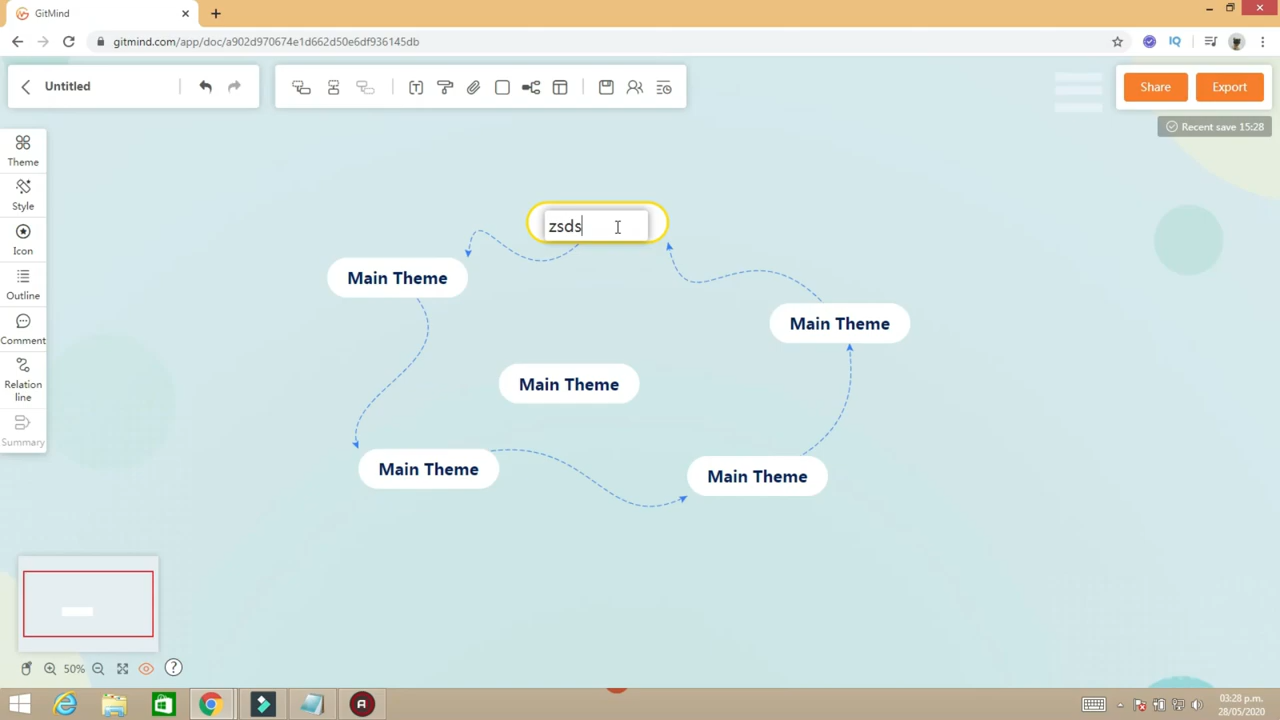 GitMind
gitmind.com/app/doc/a902d970674e1d662d50e6df936145db
Untitled
Share
Export
Recent save 15:28
Theme
Style
Icon
Outline
Comment
Relation
line
Summary
zsds
Main Theme
Main Theme
Main Theme
Main Theme
Main Theme
50%
03:28 p.m.
28/05/2020